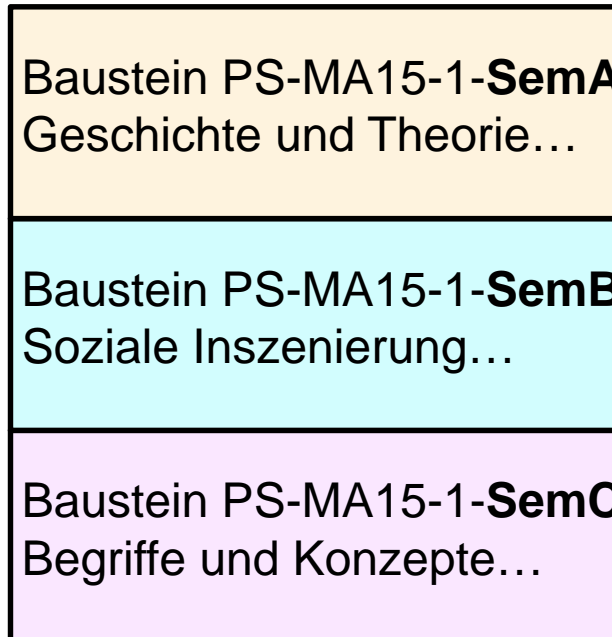 Baustein PS-MA15-1-SemA
Geschichte und Theorie…
Baustein PS-MA15-1-SemB
Soziale Inszenierung…
Baustein PS-MA15-1-SemC
Begriffe und Konzepte…